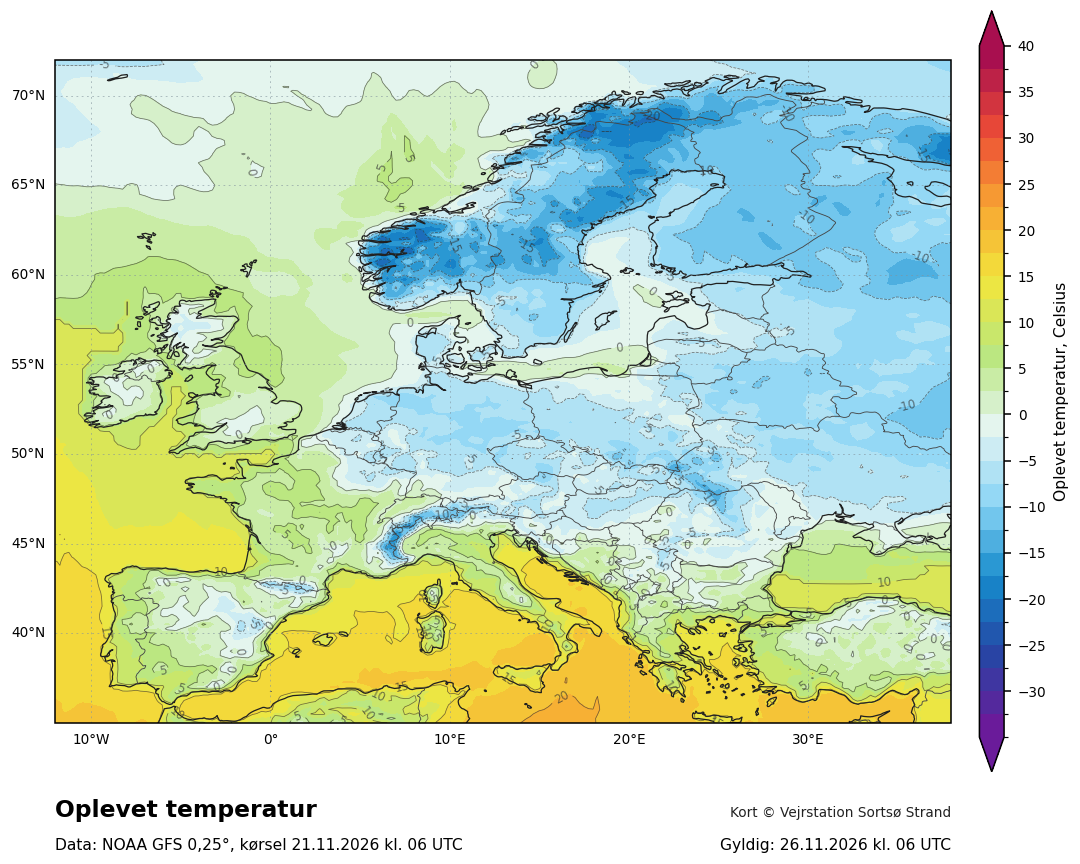 70°N
65°N
60°N
55°N
50°N
45°N
40°N
10°W
0°
10°E
20°E
30°E
40
35
30
25
20
15
10
5
0
−5
−10
−15
−20
−25
−30
Oplevet temperatur, Celsius
Oplevet temperatur
Kort © Vejrstation Sortsø Strand
Data: NOAA GFS 0,25°, kørsel 21.11.2026 kl. 06 UTC
Gyldig: 26.11.2026 kl. 06 UTC